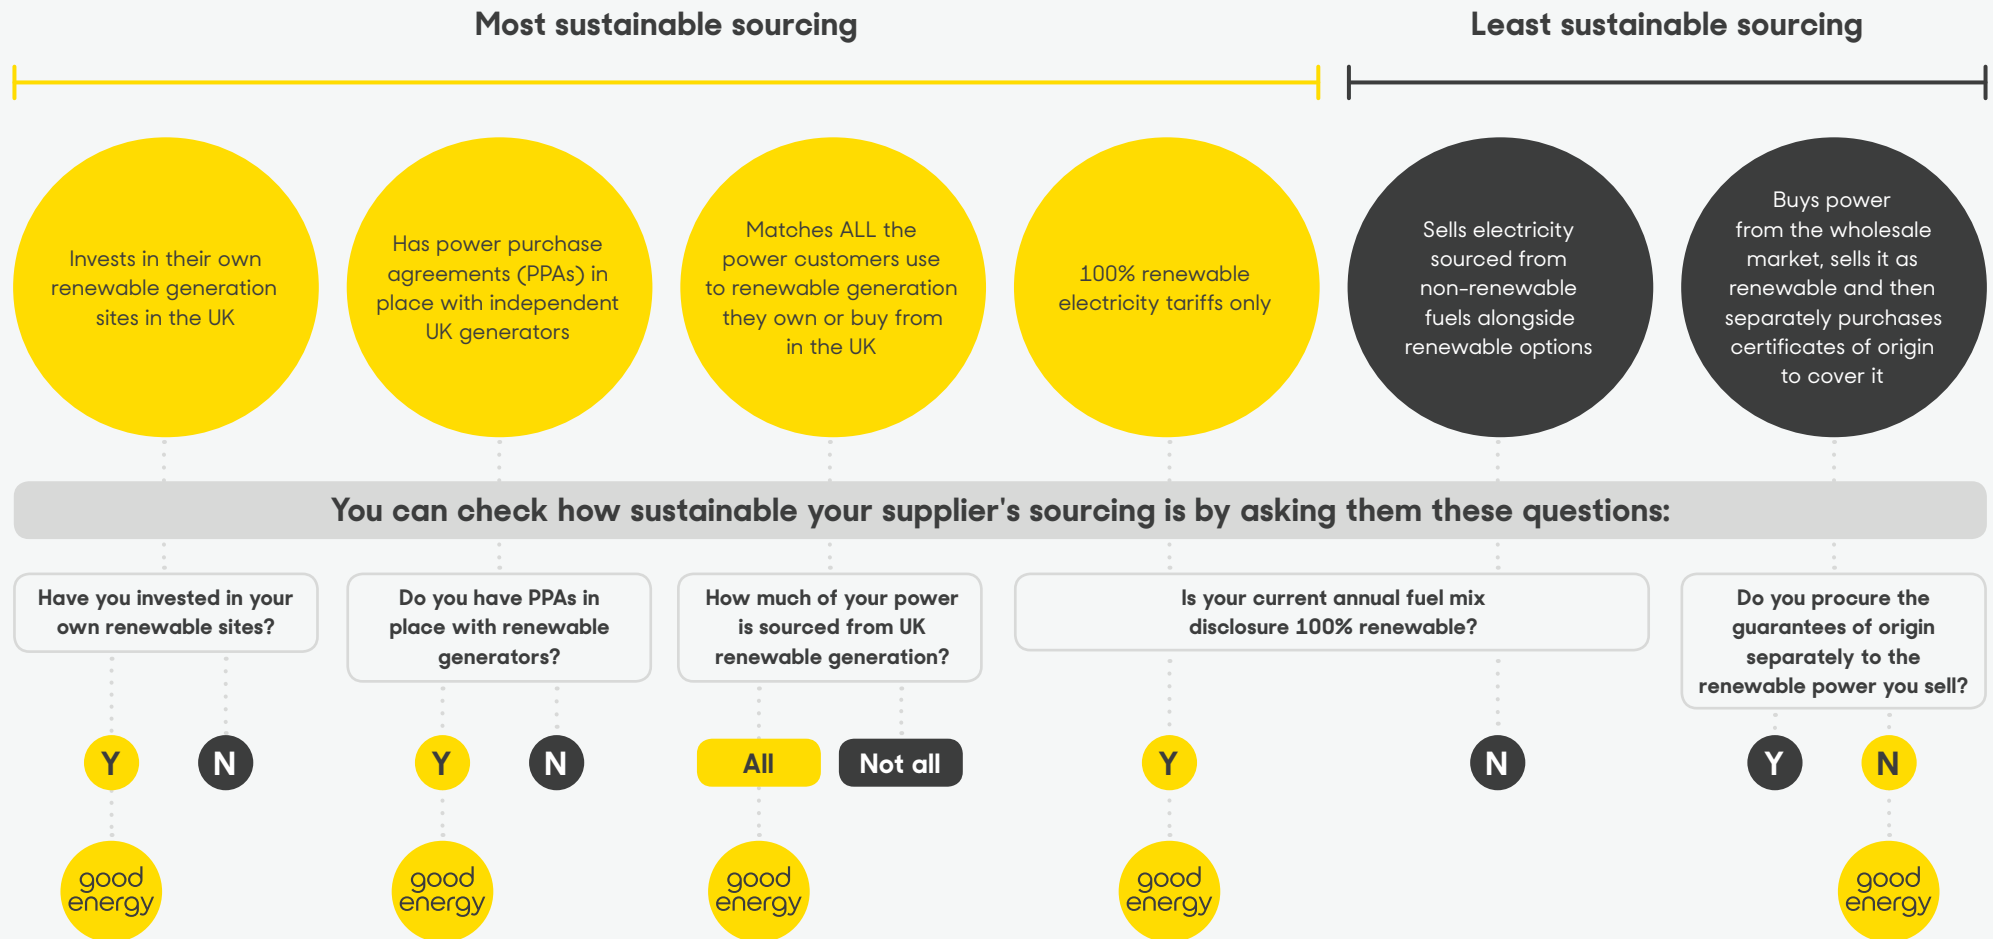 Most sustainable sourcing
Least sustainable sourcing
Invests in their own
renewable generation
sites in the UK
Has power purchase
agreements (PPAs) in
place with independent
UK generators
Matches ALL the
power customers use
to renewable generation
they own or buy from
in the UK
100% renewable
electricity tariffs only
Sells electricity
sourced from
non-renewable
fuels alongside
renewable options
Buys power
from the wholesale
market, sells it as
renewable and then
separately purchases
certificates of origin
to cover it
You can check how sustainable your supplier's sourcing is by asking them these questions:
Have you invested in your
own renewable sites?
Do you have PPAs in
place with renewable
generators?
How much of your power
is sourced from UK
renewable generation?
Is your current annual fuel mix
disclosure 100% renewable?
Do you procure the
guarantees of origin
separately to the
renewable power you sell?
Y
N
Y
N
All
Not all
Y
N
Y
N
good
energy
good
energy
good
energy
good
energy
good
energy